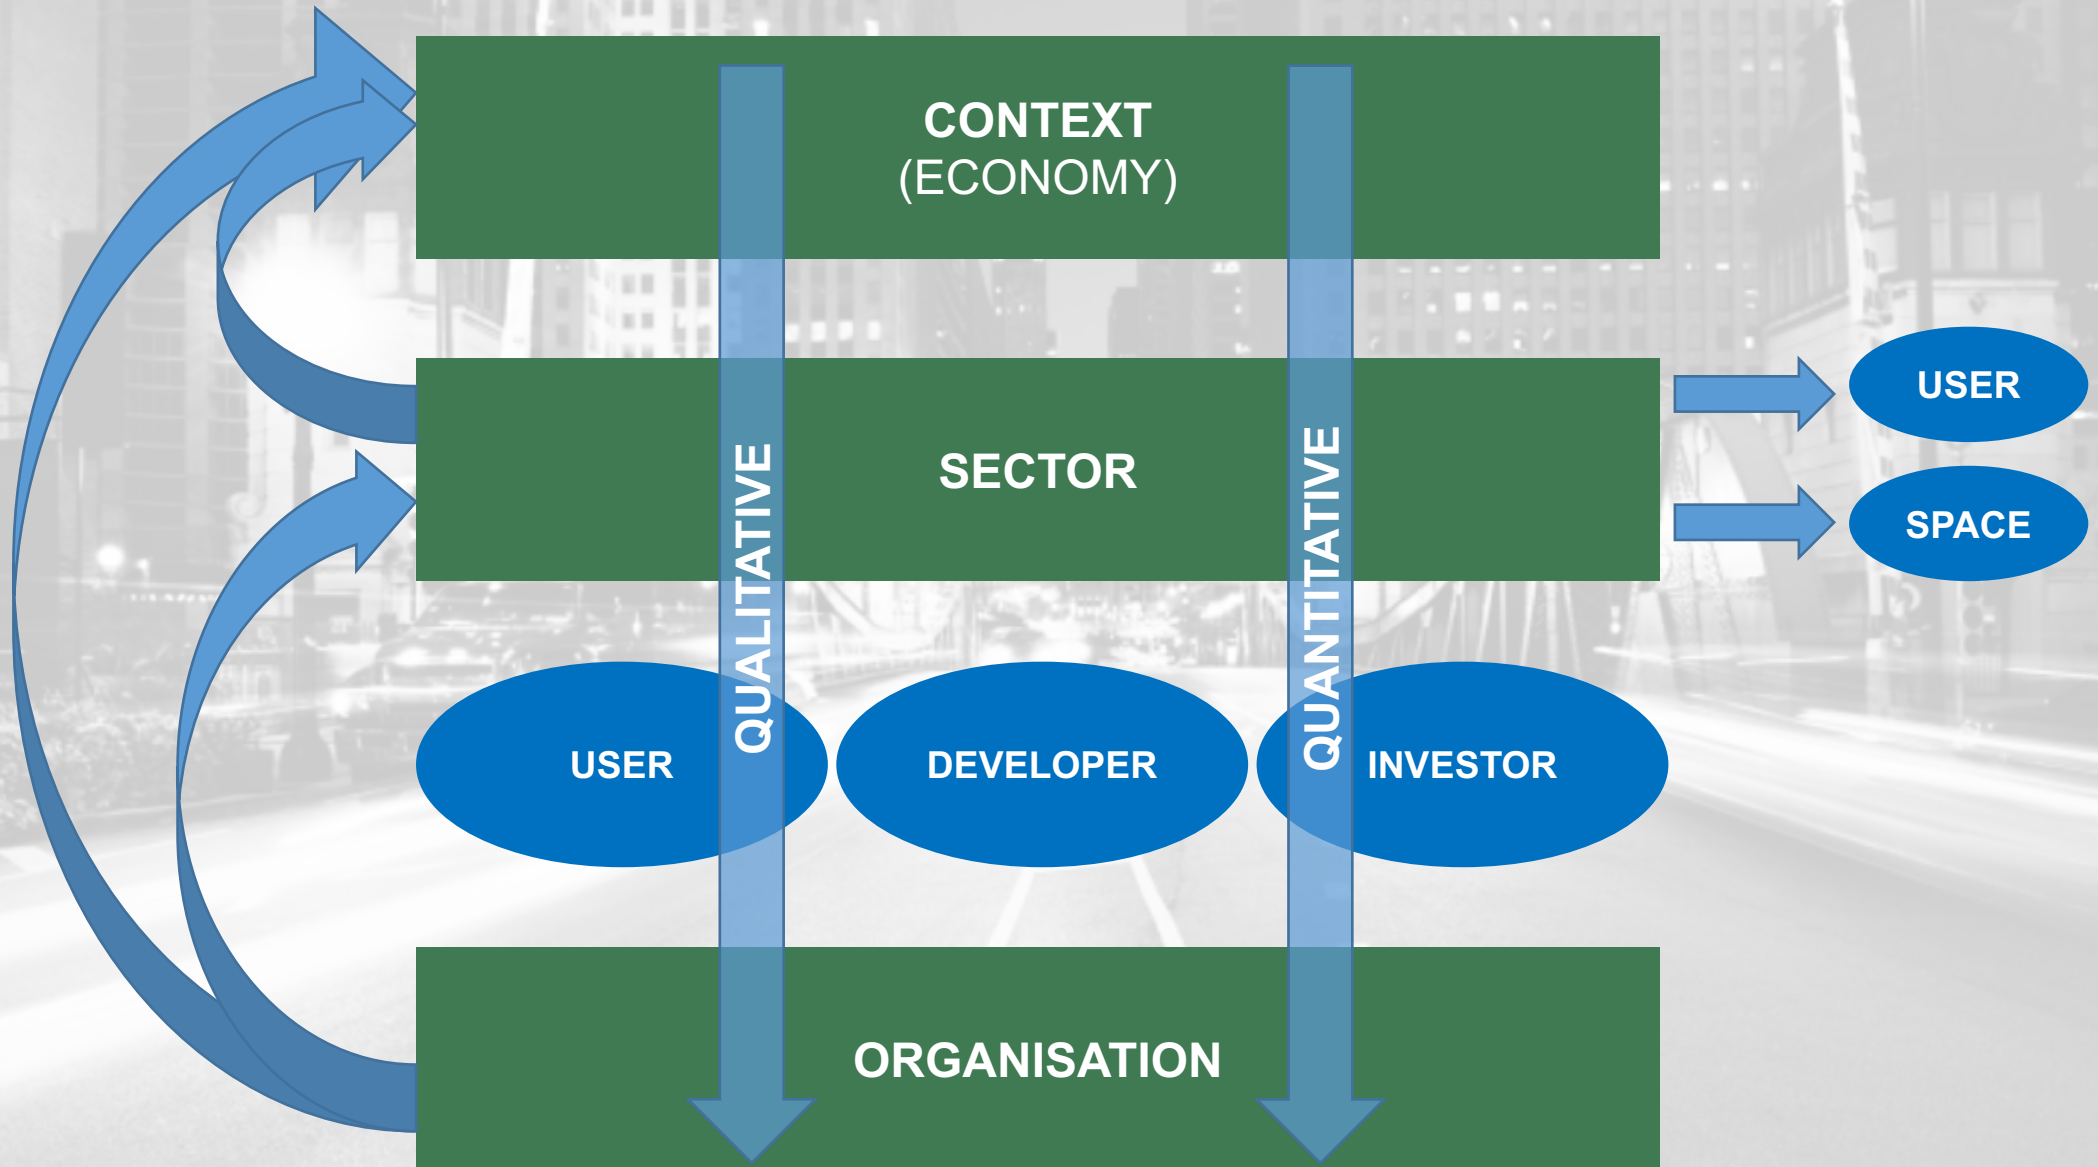 CONTEXT
(ECONOMY)
SECTOR
USER
SPACE
QUALITATIVE
QUANTITATIVE
USER
DEVELOPER
INVESTOR
ORGANISATION